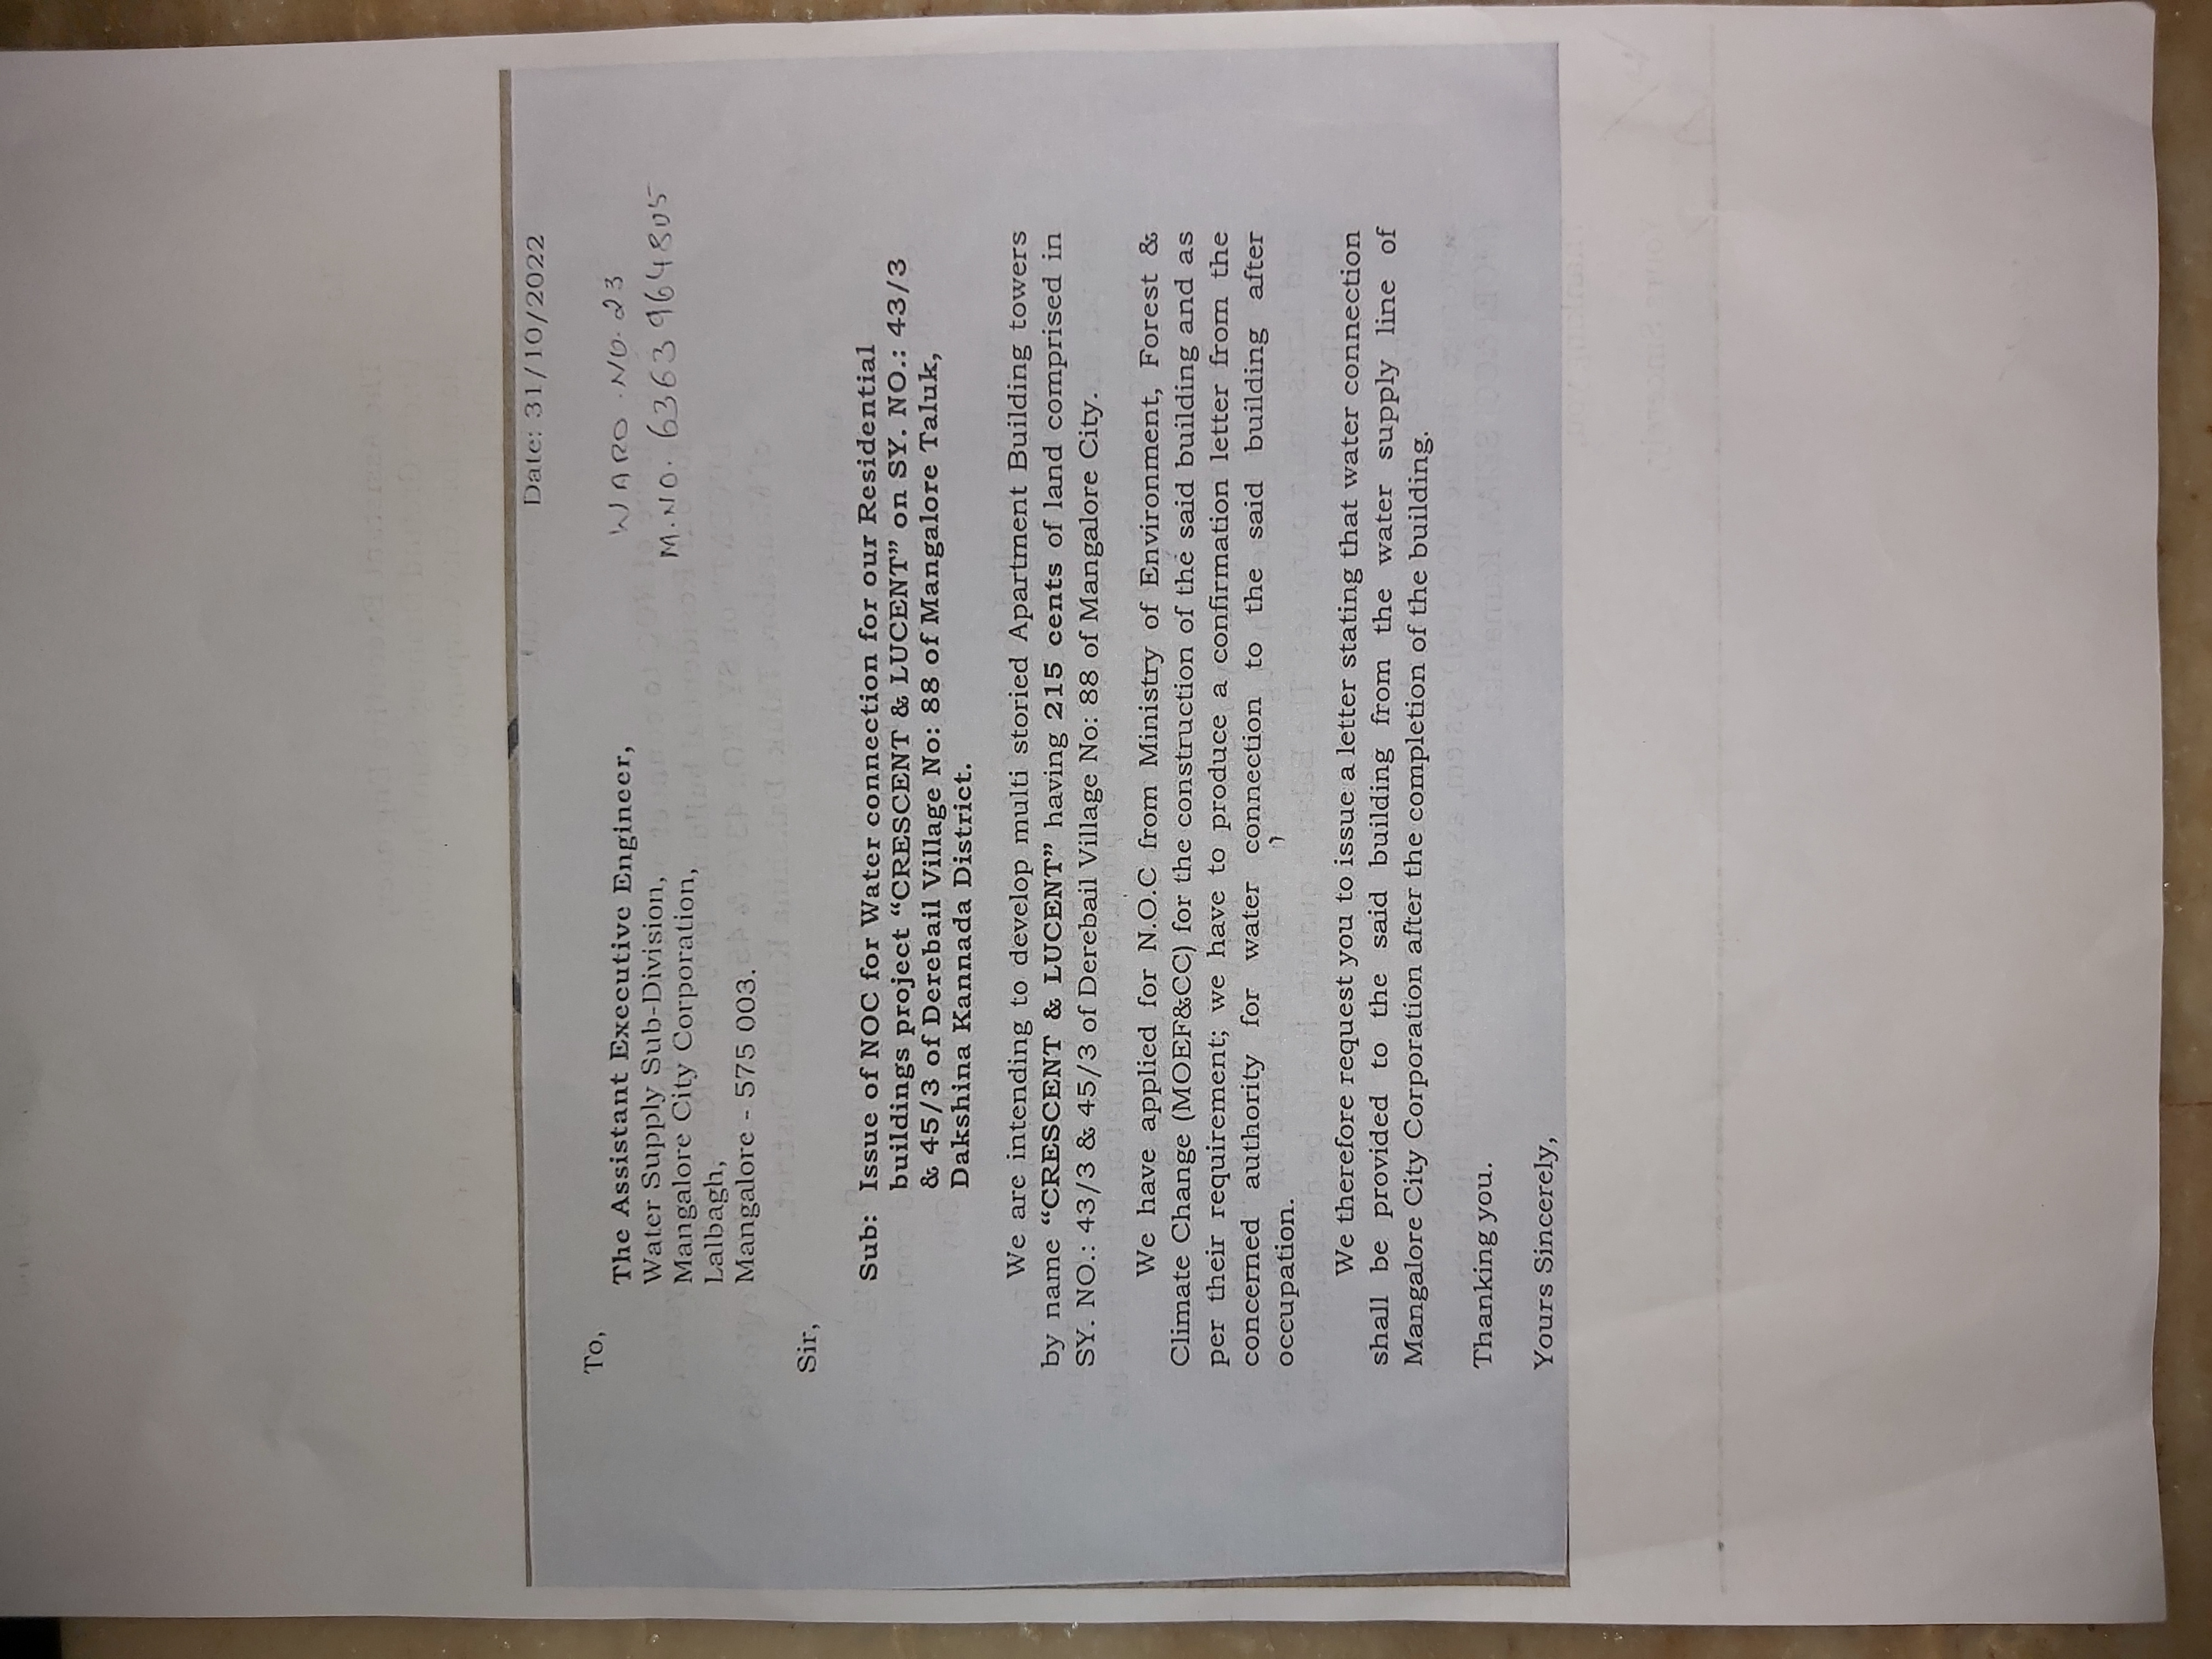 Date: 31/10/2022
To,
The Assistant Executive Engineer,
WARD NO. 23
Water Supply Sub-Division,
M.NO. 6363964805
Mangalore City Corporation,
Lalbagh,
Mangalore - 575 003.
Sir,
Sub: Issue of NOC for Water connection for our Residential
buildings project “CRESCENT & LUCENT” on SY. NO.: 43/3
& 45/3 of Derebail Village No: 88 of Mangalore Taluk,
Dakshina Kannada District.
We are intending to develop multi storied Apartment Building towers
by name “CRESCENT & LUCENT” having 215 cents of land comprised in
SY. NO.: 43/3 & 45/3 of Derebail Village No: 88 of Mangalore City.
We have applied for N.O.C from Ministry of Environment, Forest &
Climate Change (MOEF&CC) for the construction of the said building and as
per their requirement; we have to produce a confirmation letter from the
concerned authority for water connection to the said building after
occupation.
We therefore request you to issue a letter stating that water connection
shall be provided to the said building from the water supply line of
Mangalore City Corporation after the completion of the building.
Thanking you.
Yours Sincerely,